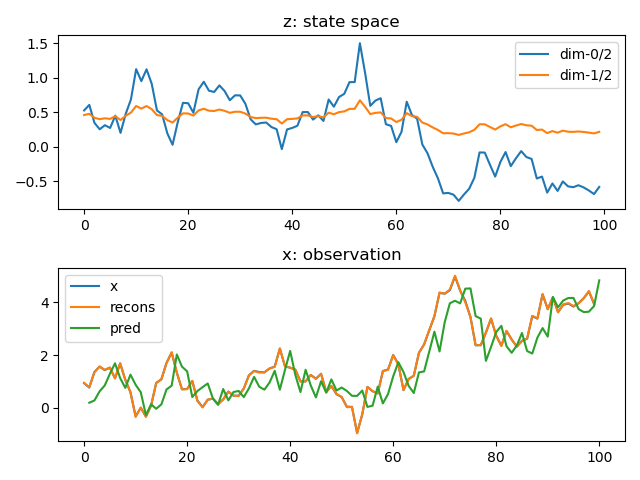 z: state space
1.5
1.0
0.5
0.0
−0.5
dim-0/2
dim-1/2
0 20 40 60 80 100
x: observation
4
2
0
x
recons
pred
0 20 40 60 80 100